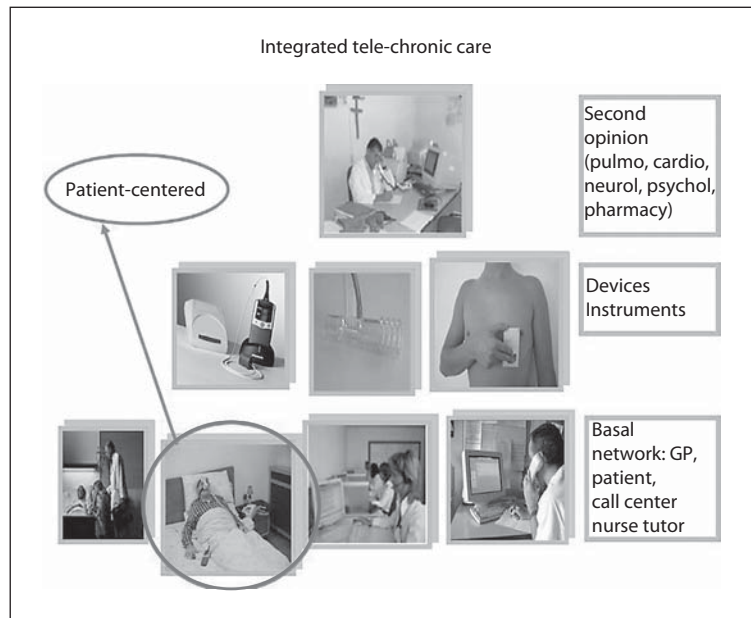 Integrated tele-chronic care
Patient-centered
Second
opinion
(pulmo, cardio,
neurol, psychol,
pharmacy)
Devices
Instruments
Basal
network: GP,
patient,
call center
nurse tutor